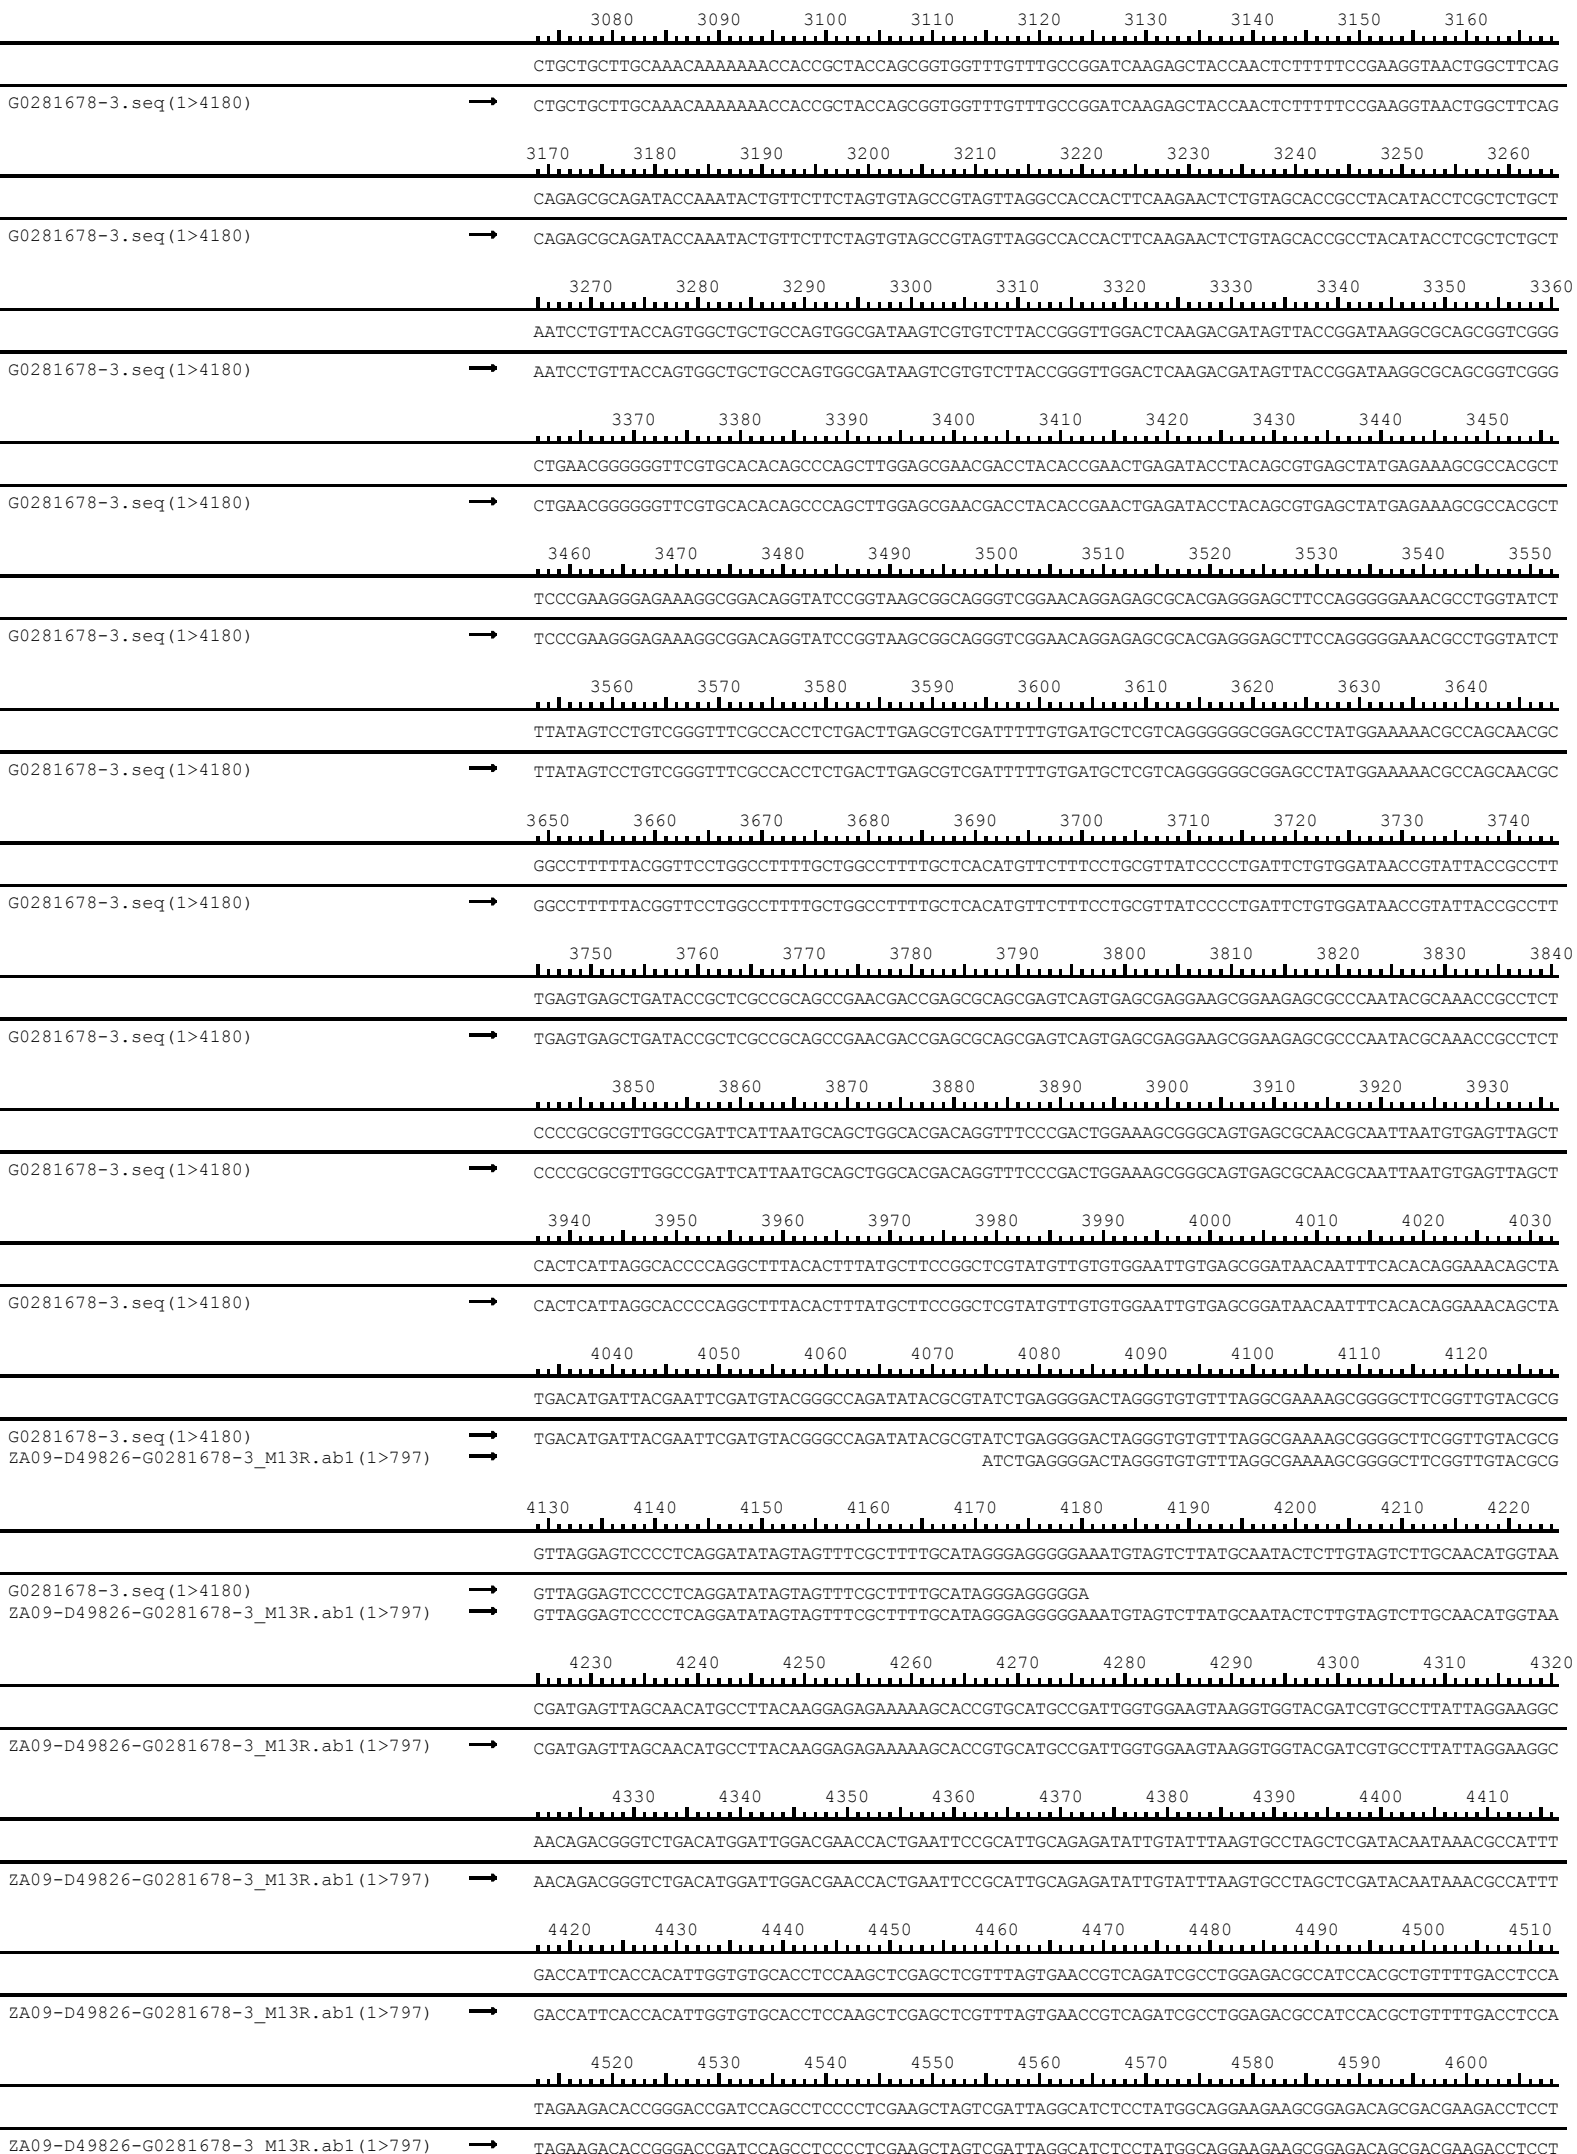 3080 3090 3100 3110 3120 3130 3140 3150 3160
CTGCTGCTTGCAAACAAAAAAACCACCGCTACCAGCGGTGGTTTGTTTGCCGGATCAAGAGCTACCAACTCTTTTTCCGAAGGTAACTGGCTTCAG
G0281678-3.seq(1>4180) → CTGCTGCTTGCAAACAAAAAAACCACCGCTACCAGCGGTGGTTTGTTTGCCGGATCAAGAGCTACCAACTCTTTTTCCGAAGGTAACTGGCTTCAG
3170 3180 3190 3200 3210 3220 3230 3240 3250 3260
CAGAGCGCAGATACCAAATACTGTTCTTCTAGTGTAGCCGTAGTTAGGCCACCACTTCAAGAACTCTGTAGCACCGCCTACATACCTCGCTCTGCT
G0281678-3.seq(1>4180) → CAGAGCGCAGATACCAAATACTGTTCTTCTAGTGTAGCCGTAGTTAGGCCACCACTTCAAGAACTCTGTAGCACCGCCTACATACCTCGCTCTGCT
3270 3280 3290 3300 3310 3320 3330 3340 3350 3360
AATCCTGTTACCAGTGGCTGCTGCCAGTGGCGATAAGTCGTGTCTTACCGGGTTGGACTCAAGACGATAGTTACCGGATAAGGCGCAGCGGTCGGG
G0281678-3.seq(1>4180) → AATCCTGTTACCAGTGGCTGCTGCCAGTGGCGATAAGTCGTGTCTTACCGGGTTGGACTCAAGACGATAGTTACCGGATAAGGCGCAGCGGTCGGG
3370 3380 3390 3400 3410 3420 3430 3440 3450
CTGAACGGGGGGTTCGTGCACACAGCCCAGCTTGGAGCGAACGACCTACACCGAACTGAGATACCTACAGCGTGAGCTATGAGAAAGCGCCACGCT
G0281678-3.seq(1>4180) → CTGAACGGGGGGTTCGTGCACACAGCCCAGCTTGGAGCGAACGACCTACACCGAACTGAGATACCTACAGCGTGAGCTATGAGAAAGCGCCACGCT
3460 3470 3480 3490 3500 3510 3520 3530 3540 3550
TCCCGAAGGGAGAAAGGCGGACAGGTATCCGGTAAGCGGCAGGGTCGGAACAGGAGAGCGCACGAGGGAGCTTCCAGGGGGAAACGCCTGGTATCT
G0281678-3.seq(1>4180) → TCCCGAAGGGAGAAAGGCGGACAGGTATCCGGTAAGCGGCAGGGTCGGAACAGGAGAGCGCACGAGGGAGCTTCCAGGGGGAAACGCCTGGTATCT
3560 3570 3580 3590 3600 3610 3620 3630 3640
TTATAGTCCTGTCGGGTTTCGCCACCTCTGACTTGAGCGTCGATTTTTGTGATGCTCGTCAGGGGGGCGGAGCCTATGGAAAAACGCCAGCAACGC
G0281678-3.seq(1>4180) → TTATAGTCCTGTCGGGTTTCGCCACCTCTGACTTGAGCGTCGATTTTTGTGATGCTCGTCAGGGGGGCGGAGCCTATGGAAAAACGCCAGCAACGC
3650 3660 3670 3680 3690 3700 3710 3720 3730 3740
GGCCTTTTTACGGTTCCTGGCCTTTTGCTGGCCTTTTGCTCACATGTTCTTTCCTGCGTTATCCCCTGATTCTGTGGATAACCGTATTACCGCCTT
G0281678-3.seq(1>4180) → GGCCTTTTTACGGTTCCTGGCCTTTTGCTGGCCTTTTGCTCACATGTTCTTTCCTGCGTTATCCCCTGATTCTGTGGATAACCGTATTACCGCCTT
3750 3760 3770 3780 3790 3800 3810 3820 3830 3840
TGAGTGAGCTGATACCGCTCGCCGCAGCCGAACGACCGAGCGCAGCGAGTCAGTGAGCGAGGAAGCGGAAGAGCGCCCAATACGCAAACCGCCTCT
G0281678-3.seq(1>4180) → TGAGTGAGCTGATACCGCTCGCCGCAGCCGAACGACCGAGCGCAGCGAGTCAGTGAGCGAGGAAGCGGAAGAGCGCCCAATACGCAAACCGCCTCT
3850 3860 3870 3880 3890 3900 3910 3920 3930
CCCCGCGCGTTGGCCGATTCATTAATGCAGCTGGCACGACAGGTTTCCCGACTGGAAAGCGGGCAGTGAGCGCAACGCAATTAATGTGAGTTAGCT
G0281678-3.seq(1>4180) → CCCCGCGCGTTGGCCGATTCATTAATGCAGCTGGCACGACAGGTTTCCCGACTGGAAAGCGGGCAGTGAGCGCAACGCAATTAATGTGAGTTAGCT
3940 3950 3960 3970 3980 3990 4000 4010 4020 4030
CACTCATTAGGCACCCCAGGCTTTACACTTTATGCTTCCGGCTCGTATGTTGTGTGGAATTGTGAGCGGATAACAATTTCACACAGGAAACAGCTA
G0281678-3.seq(1>4180) → CACTCATTAGGCACCCCAGGCTTTACACTTTATGCTTCCGGCTCGTATGTTGTGTGGAATTGTGAGCGGATAACAATTTCACACAGGAAACAGCTA
4040 4050 4060 4070 4080 4090 4100 4110 4120
TGACATGATTACGAATTCGATGTACGGGCCAGATATACGCGTATCTGAGGGGACTAGGGTGTGTTTAGGCGAAAAGCGGGGCTTCGGTTGTACGCG
G0281678-3.seq(1>4180) → TGACATGATTACGAATTCGATGTACGGGCCAGATATACGCGTATCTGAGGGGACTAGGGTGTGTTTAGGCGAAAAGCGGGGCTTCGGTTGTACGCG
ZA09-D49826-G0281678-3_M13R.ab1(1>797) → ATCTGAGGGGACTAGGGTGTGTTTAGGCGAAAAGCGGGGCTTCGGTTGTACGCG
4130 4140 4150 4160 4170 4180 4190 4200 4210 4220
GTTAGGAGTCCCCTCAGGATATAGTAGTTTCGCTTTTGCATAGGGAGGGGGAAATGTAGTCTTATGCAATACTCTTGTAGTCTTGCAACATGGTAA
G0281678-3.seq(1>4180) → GTTAGGAGTCCCCTCAGGATATAGTAGTTTCGCTTTTGCATAGGGAGGGGGA
ZA09-D49826-G0281678-3_M13R.ab1(1>797) → GTTAGGAGTCCCCTCAGGATATAGTAGTTTCGCTTTTGCATAGGGAGGGGGAAATGTAGTCTTATGCAATACTCTTGTAGTCTTGCAACATGGTAA
4230 4240 4250 4260 4270 4280 4290 4300 4310 4320
CGATGAGTTAGCAACATGCCTTACAAGGAGAGAAAAAGCACCGTGCATGCCGATTGGTGGAAGTAAGGTGGTACGATCGTGCCTTATTAGGAAGGC
ZA09-D49826-G0281678-3_M13R.ab1(1>797) → CGATGAGTTAGCAACATGCCTTACAAGGAGAGAAAAAGCACCGTGCATGCCGATTGGTGGAAGTAAGGTGGTACGATCGTGCCTTATTAGGAAGGC
4330 4340 4350 4360 4370 4380 4390 4400 4410
AACAGACGGGTCTGACATGGATTGGACGAACCACTGAATTCCGCATTGCAGAGATATTGTATTTAAGTGCCTAGCTCGATACAATAAACGCCATTT
ZA09-D49826-G0281678-3_M13R.ab1(1>797) → AACAGACGGGTCTGACATGGATTGGACGAACCACTGAATTCCGCATTGCAGAGATATTGTATTTAAGTGCCTAGCTCGATACAATAAACGCCATTT
4420 4430 4440 4450 4460 4470 4480 4490 4500 4510
GACCATTCACCACATTGGTGTGCACCTCCAAGCTCGAGCTCGTTTAGTGAACCGTCAGATCGCCTGGAGACGCCATCCACGCTGTTTTGACCTCCA
ZA09-D49826-G0281678-3_M13R.ab1(1>797) → GACCATTCACCACATTGGTGTGCACCTCCAAGCTCGAGCTCGTTTAGTGAACCGTCAGATCGCCTGGAGACGCCATCCACGCTGTTTTGACCTCCA
4520 4530 4540 4550 4560 4570 4580 4590 4600
TAGAAGACACCGGGACCGATCCAGCCTCCCCTCGAAGCTAGTCGATTAGGCATCTCCTATGGCAGGAAGAAGCGGAGACAGCGACGAAGACCTCCT
ZA09-D49826-G0281678-3_M13R.ab1(1>797) → TAGAAGACACCGGGACCGATCCAGCCTCCCCTCGAAGCTAGTCGATTAGGCATCTCCTATGGCAGGAAGAAGCGGAGACAGCGACGAAGACCTCCT